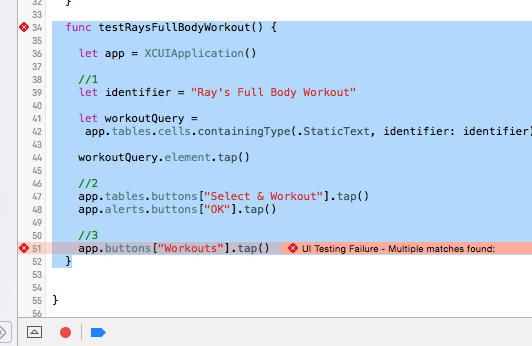 32 }
33
34 func testRaysFullBodyWorkout() {
35
36 let app = XCUIApplication()
37
38 //1
39 let identifier = "Ray's Full Body Workout"
40
41 let workoutQuery =
42 app.tables.cells.containingType(.StaticText, identifier: identifier)
43
44 workoutQuery.element.tap()
45
46 //2
47 app.tables.buttons["Select & Workout"].tap()
48 app.alerts.buttons["OK"].tap()
49
50 //3
51 app.buttons["Workouts"].tap() UI Testing Failure - Multiple matches found:
52 }
53
54
55 }
56